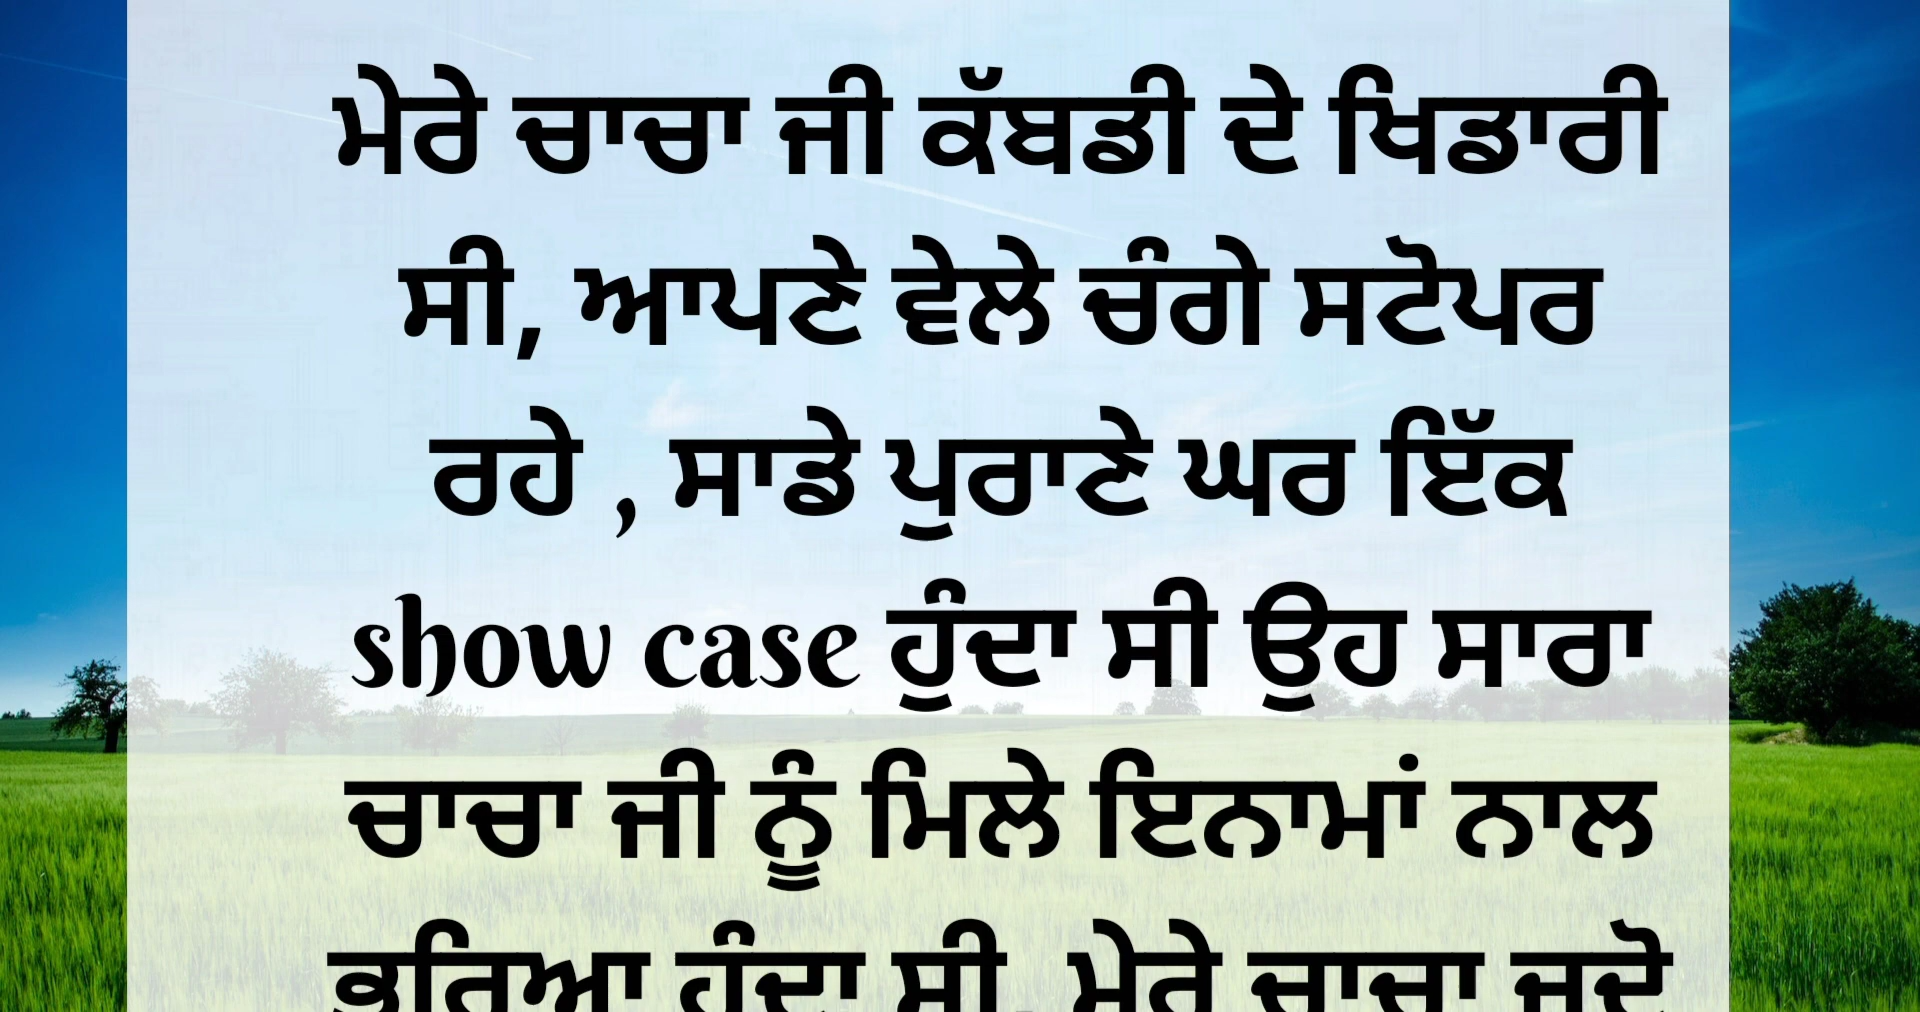 ਮੇਰੇ ਚਾਚਾ ਜੀ ਕੱਬਡੀ ਦੇ ਖਿਡਾਰੀ
ਸੀ, ਆਪਣੇ ਵੇਲੇ ਚੰਗੇ ਸਟੋਪਰ
ਰਹੇ , ਸਾਡੇ ਪੁਰਾਣੇ ਘਰ ਇੱਕ
show case ਹੁੰਦਾ ਸੀ ਉਹ ਸਾਰਾ
ਚਾਚਾ ਜੀ ਨੂੰ ਮਿਲੇ ਇਨਾਮਾਂ ਨਾਲ
ਭਰਿਆ ਹੁੰਦਾ ਸੀ, ਮੇਰੇ ਚਾਚਾ ਜਦੋ